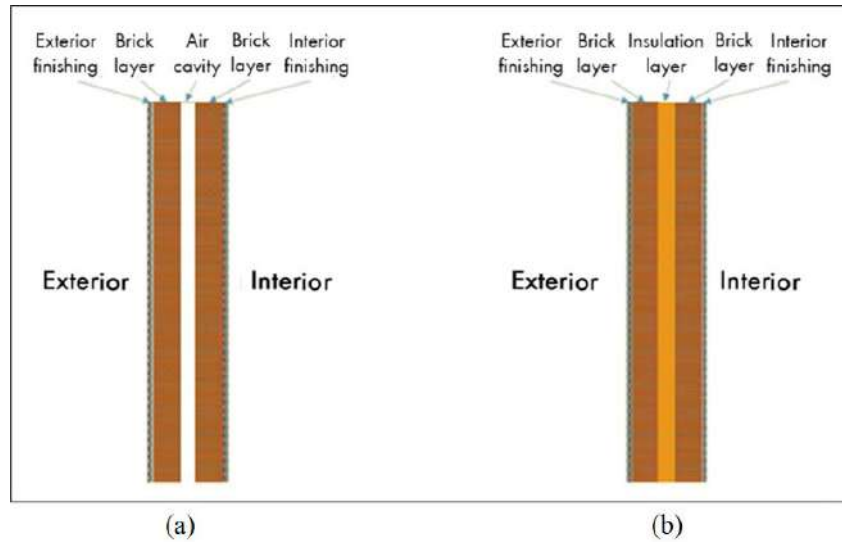 Exterior Brick Air Brick Interior
finishing layer cavity layer finishing
Exterior Interior
(a)
Exterior Brick Insulation Brick Interior
finishing layer layer layer finishing
Exterior Interior
(b)